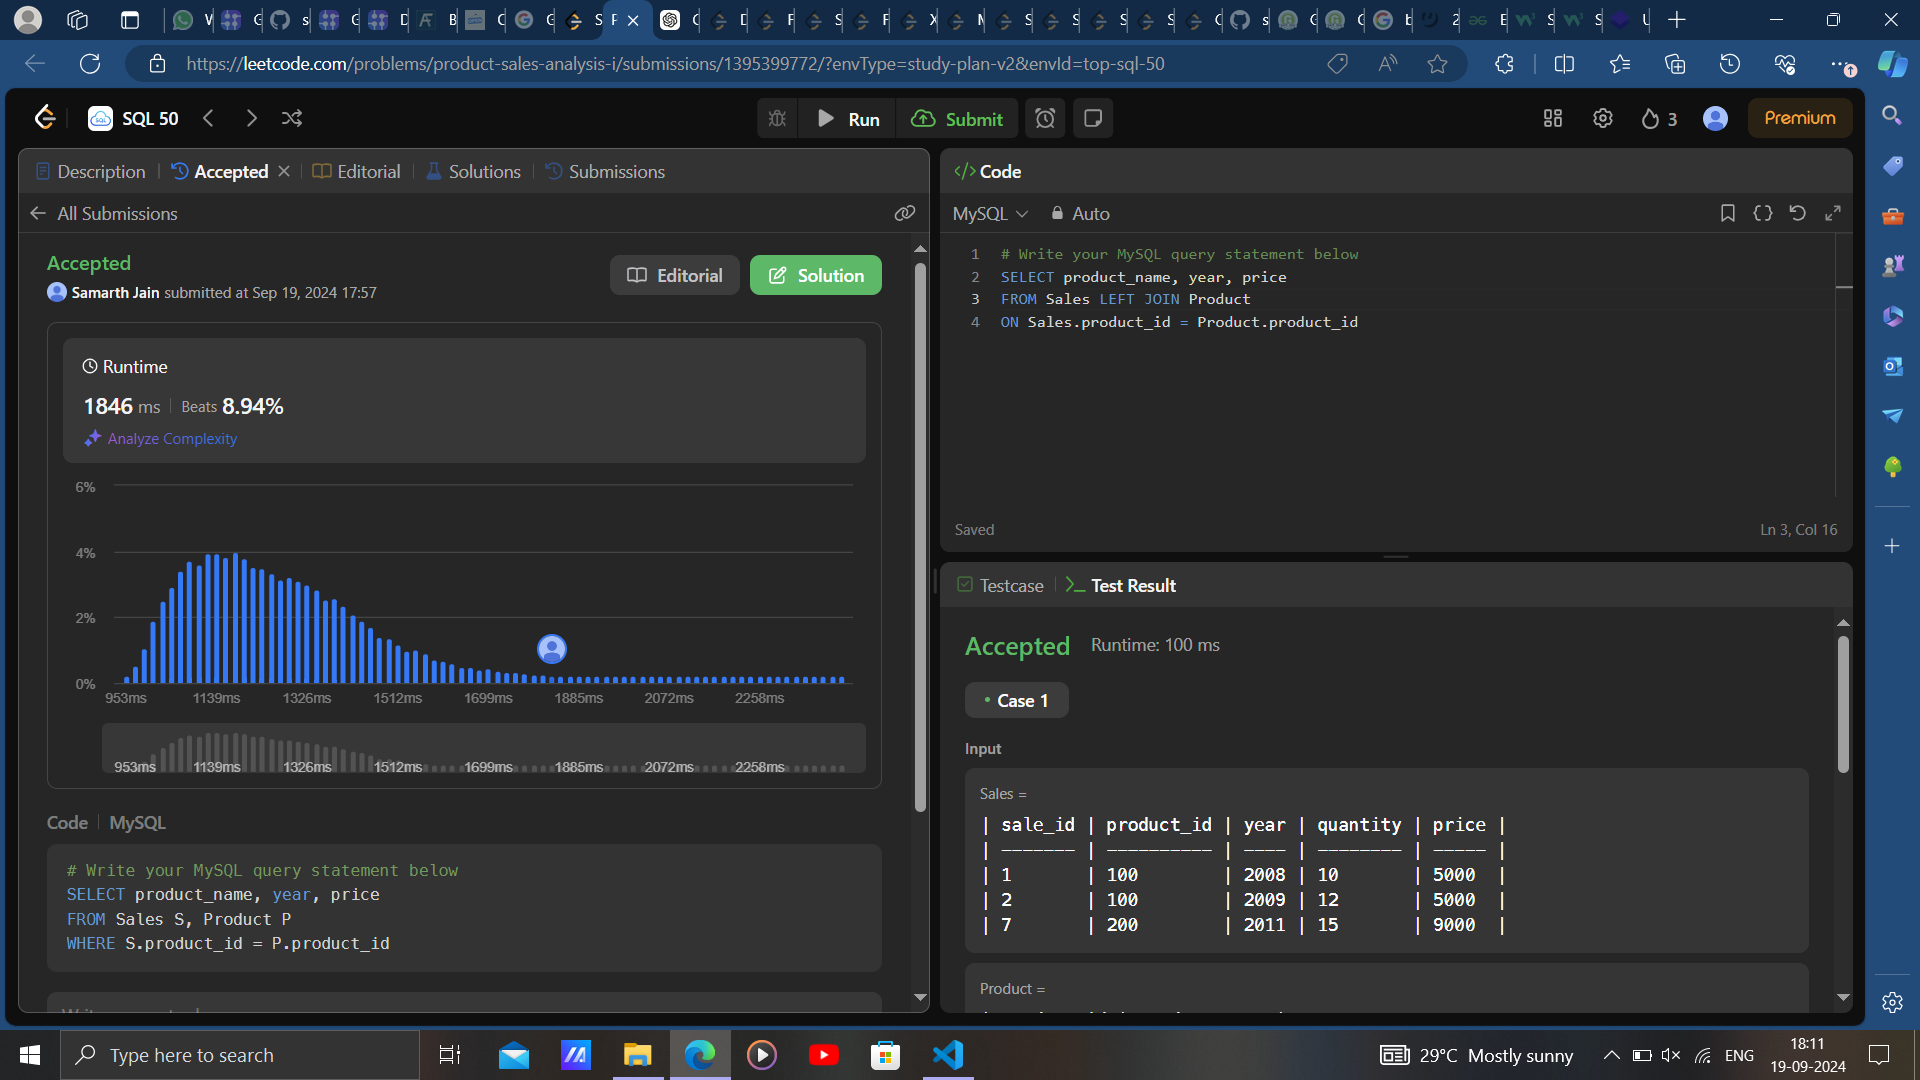 https://leetcode.com/problems/product-sales-analysis-i/submissions/1395399772/?envType=study-plan-v2&envId=top-sql-50
SQL 50
Run
Submit
3
Premium
Description
Accepted
Editorial
Solutions
Submissions
All Submissions
Accepted
Samarth Jain submitted at Sep 19, 2024 17:57
Editorial
Solution
Runtime
1846 ms
Beats 8.94%
Analyze Complexity
6%
4%
2%
0%
953ms 1139ms 1326ms 1512ms 1699ms 1885ms 2072ms 2258ms
953ms 1139ms 1326ms 1512ms 1699ms 1885ms 2072ms 2258ms
Code
MySQL
# Write your MySQL query statement below
SELECT product_name, year, price
FROM Sales S, Product P
WHERE S.product_id = P.product_id
Code
MySQL
Auto
1 # Write your MySQL query statement below
2 SELECT product_name, year, price
3 FROM Sales LEFT JOIN Product
4 ON Sales.product_id = Product.product_id
Saved
Ln 3, Col 16
Testcase
Test Result
Accepted
Runtime: 100 ms
Case 1
Input
Sales =
| sale_id | product_id | year | quantity | price |
| ------- | ---------- | ---- | -------- | ----- |
| 1 | 100 | 2008 | 10 | 5000 |
| 2 | 100 | 2009 | 12 | 5000 |
| 7 | 200 | 2011 | 15 | 9000 |
Product =
Type here to search
29°C Mostly sunny
ENG
18:11
19-09-2024